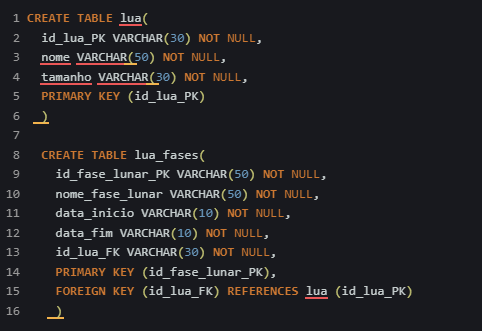 1 CREATE TABLE lua(
2 id_lua_PK VARCHAR(30) NOT NULL,
3 nome VARCHAR(50) NOT NULL,
4 tamanho VARCHAR(30) NOT NULL,
5 PRIMARY KEY (id_lua_PK)
6 )
7
8 CREATE TABLE lua_fases(
9 id_fase_lunar_PK VARCHAR(50) NOT NULL,
10 nome_fase_lunar VARCHAR(50) NOT NULL,
11 data_inicio VARCHAR(10) NOT NULL,
12 data_fim VARCHAR(10) NOT NULL,
13 id_lua_FK VARCHAR(30) NOT NULL,
14 PRIMARY KEY (id_fase_lunar_PK),
15 FOREIGN KEY (id_lua_FK) REFERENCES lua (id_lua_PK)
16 )